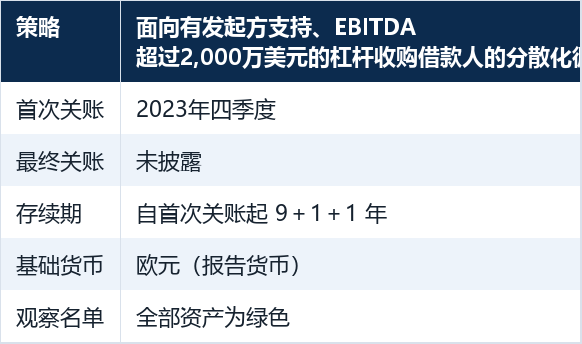 策略
面向有发起方支持、EBITDA
超过2,000万美元的杠杆收购借款人的分散化
首次关账 2023年四季度
最终关账 未披露
存续期 自首次关账起 9+1+1 年
基础货币 欧元（报告货币）
观察名单 全部资产为绿色